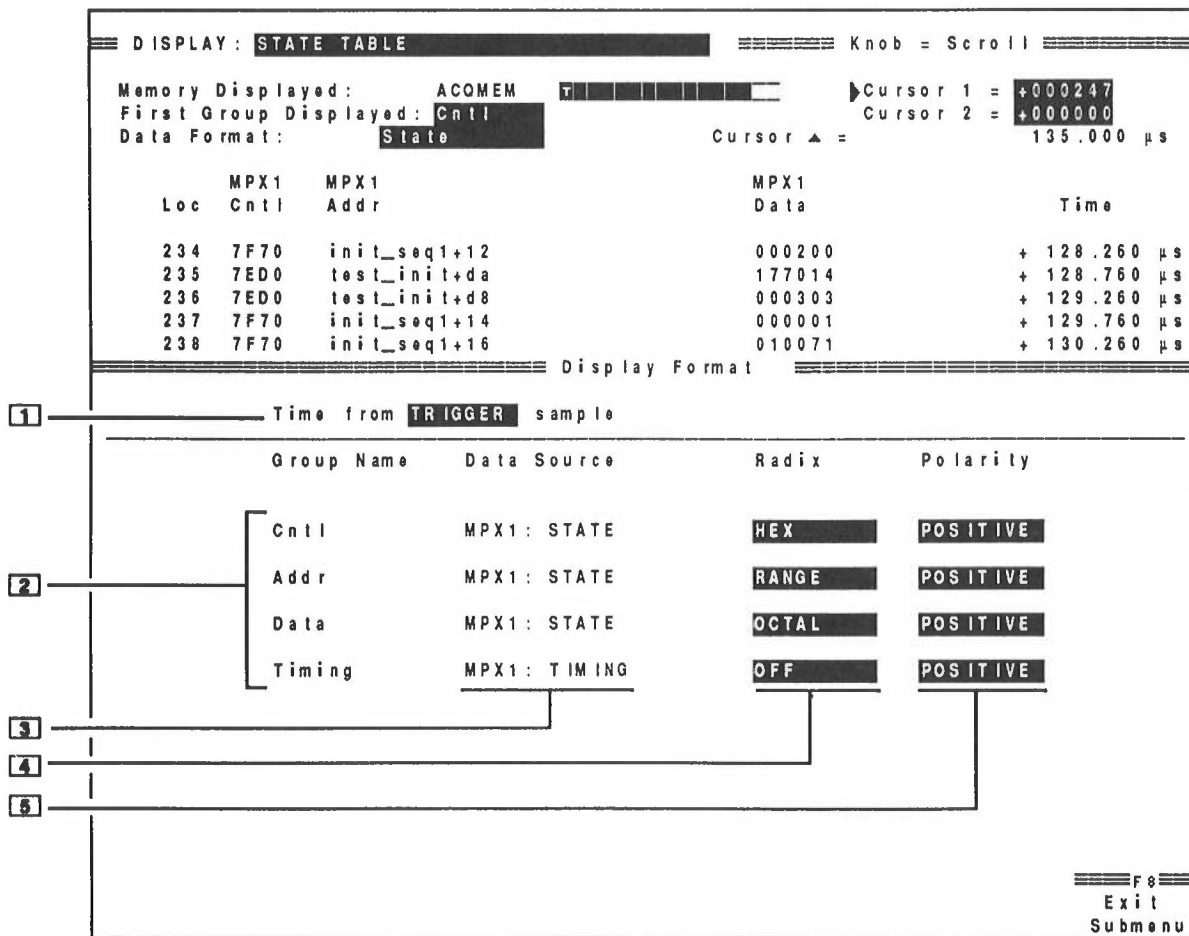 DISPLAY: STATE TABLE Knob = Scroll
Memory Displayed: ACQMEM T Cursor 1 = +000247
First Group Displayed: Cntl Cursor 2 = +000000
Data Format: State Cursor ▲ = 135.000 µs
MPX1 MPX1 MPX1
Loc Cntl Addr Data Time
234 7F70 init_seq1+12 000200 + 128.260 µs
235 7ED0 test_init+da 177014 + 128.760 µs
236 7ED0 test_init+d8 000303 + 129.260 µs
237 7F70 init_seq1+14 000001 + 129.760 µs
238 7F70 init_seq1+16 010071 + 130.260 µs
Display Format
1 Time from TRIGGER sample
Group Name Data Source Radix Polarity
Cntl MPX1: STATE HEX POSITIVE
2 Addr MPX1: STATE RANGE POSITIVE
Data MPX1: STATE OCTAL POSITIVE
Timing MPX1: TIMING OFF POSITIVE
3
4
5
F8
Exit
Submenu